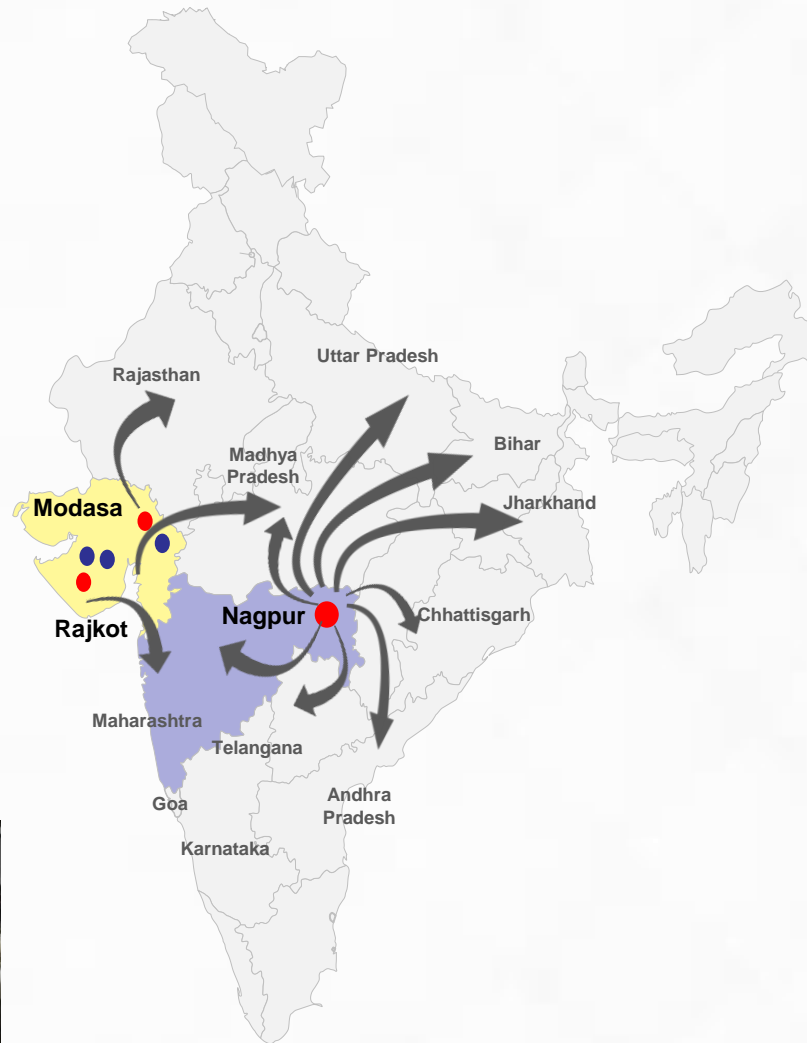 Uttar Pradesh
Rajasthan
Bihar
Madhya
Pradesh
Jharkhand
Modasa
Nagpur
Chhattisgarh
Rajkot
Maharashtra
Telangana
Goa
Andhra
Pradesh
Karnataka